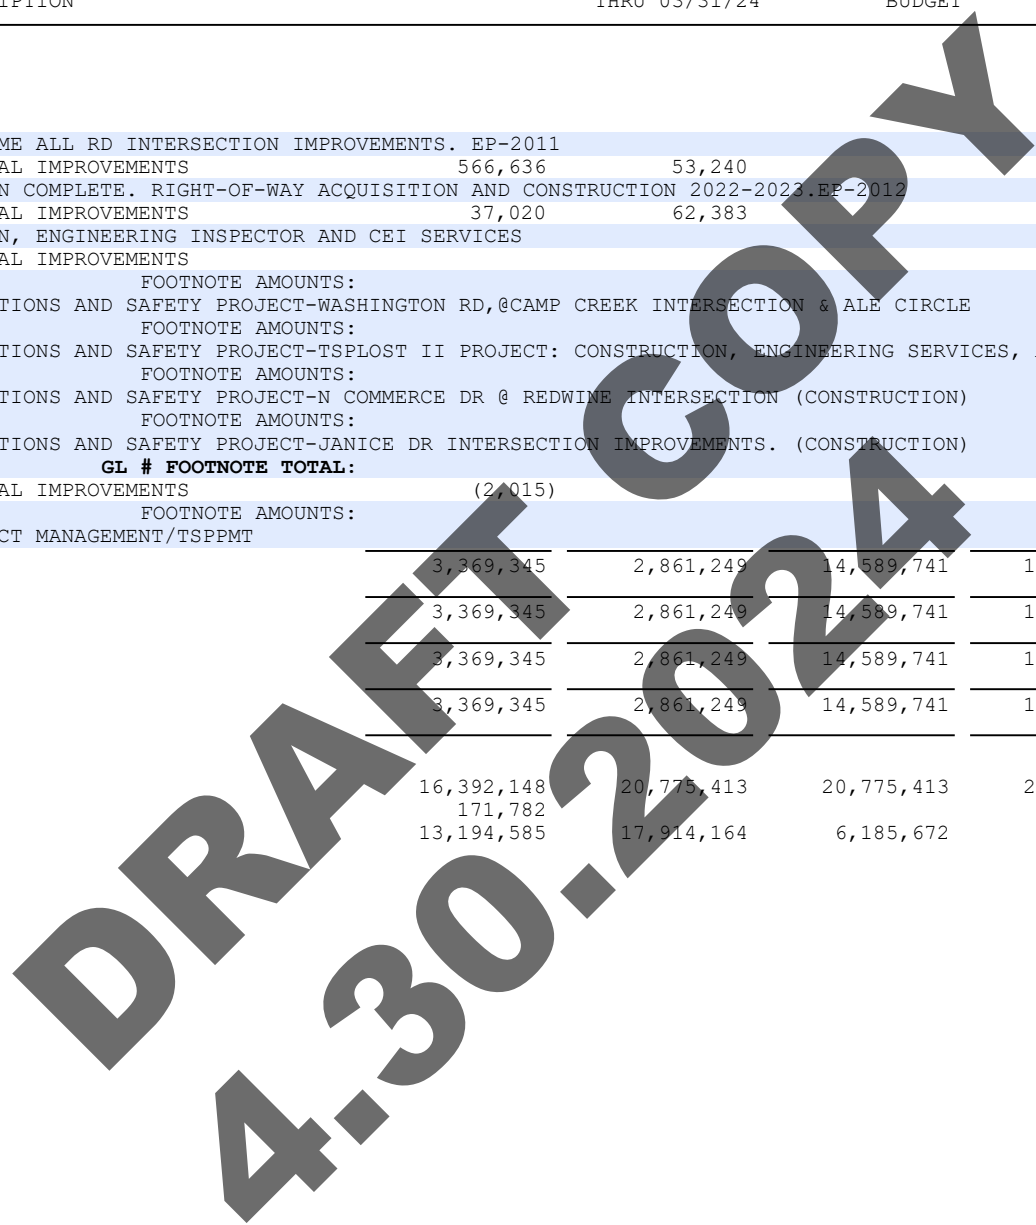 THRU 03/31/24 BUDGET
ME ALL RD INTERSECTION IMPROVEMENTS. EP-2011
AL IMPROVEMENTS 566,636 53,240
N COMPLETE. RIGHT-OF-WAY ACQUISITION AND CONSTRUCTION 2022-2023.EP-2012
AL IMPROVEMENTS 37,020 62,383
N, ENGINEERING INSPECTOR AND CEI SERVICES
AL IMPROVEMENTS
FOOTNOTE AMOUNTS:
TIONS AND SAFETY PROJECT-WASHINGTON RD,@CAMP CREEK INTERSECTION & ALE CIRCLE
FOOTNOTE AMOUNTS:
TIONS AND SAFETY PROJECT-TSPLOST II PROJECT: CONSTRUCTION, ENGINEERING SERVICES,
FOOTNOTE AMOUNTS:
TIONS AND SAFETY PROJECT-N COMMERCE DR @ REDWINE INTERSECTION (CONSTRUCTION)
FOOTNOTE AMOUNTS:
TIONS AND SAFETY PROJECT-JANICE DR INTERSECTION IMPROVEMENTS. (CONSTRUCTION)
GL # FOOTNOTE TOTAL:
AL IMPROVEMENTS (2,015)
FOOTNOTE AMOUNTS:
CT MANAGEMENT/TSPPMT
3,369,345 2,861,249 14,589,741 1
3,369,345 2,861,249 14,589,741 1
3,369,345 2,861,249 14,589,741 1
3,369,345 2,861,249 14,589,741 1
16,392,148 20,775,413 20,775,413 2
171,782
13,194,585 17,914,164 6,185,672
DRAFT COPY
4.30.2024